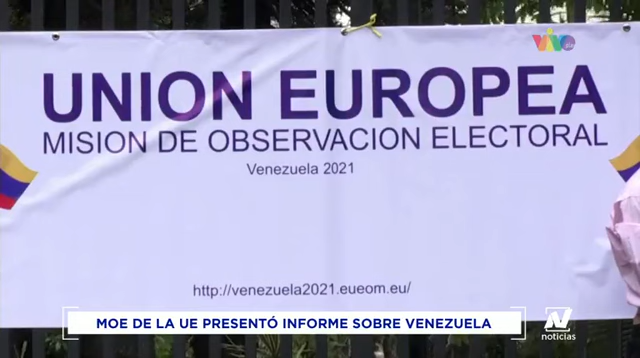 VIVO
UNION EUROPEA
MISION DE OBSERVACION ELECTORAL
Venezuela 2021
http://venezuela2021.eueom.eu/
MOE DE LA UE PRESENTÓ INFORME SOBRE VENEZUELA
N
noticias